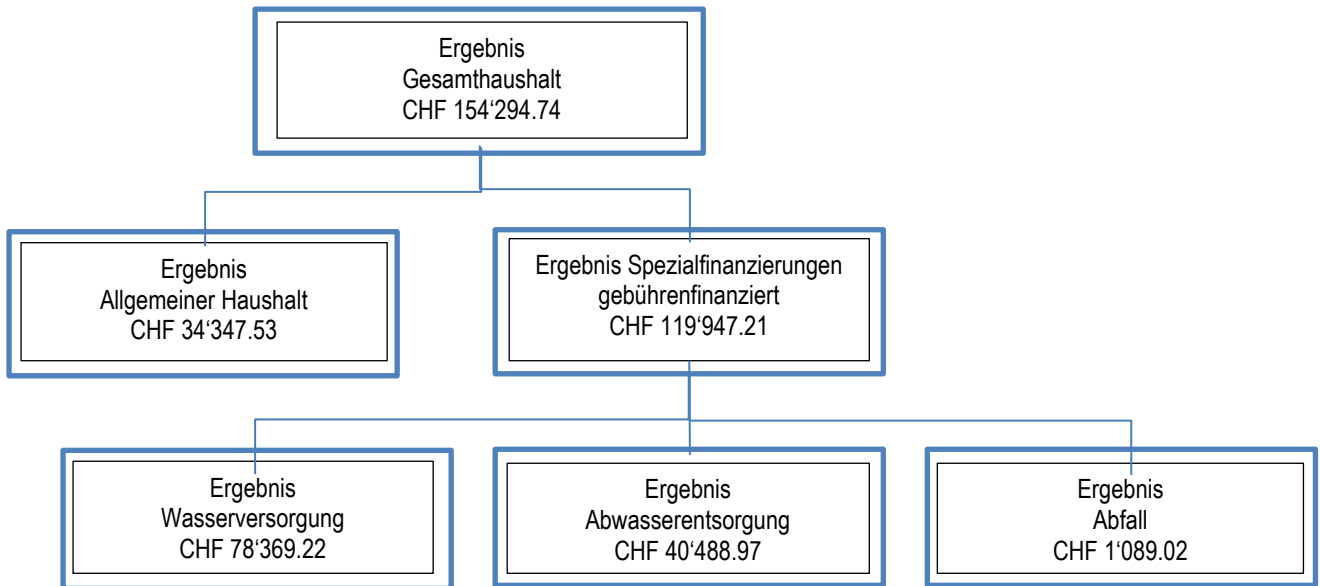 Ergebnis
Gesamthaushalt
CHF 154‘294.74
Ergebnis
Allgemeiner Haushalt
CHF 34‘347.53
Ergebnis Spezialfinanzierungen
gebührenfinanziert
CHF 119‘947.21
Ergebnis
Wasserversorgung
CHF 78‘369.22
Ergebnis
Abwasserentsorgung
CHF 40‘488.97
Ergebnis
Abfall
CHF 1‘089.02